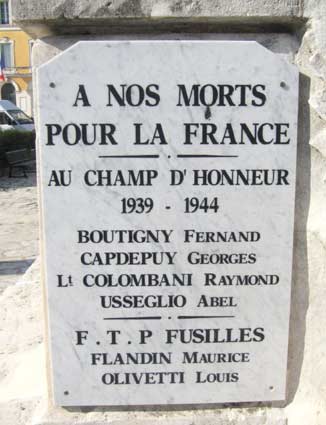 A NOS MORTS
POUR LA FRANCE
AU CHAMP D'HONNEUR
1939 - 1944
BOUTIGNY FERNAND
CAPDEPUY GEORGES
Lt COLOMBANI RAYMOND
USSEGLIO ABEL
F.T.P FUSILLES
FLANDIN MAURICE
OLIVETTI LOUIS